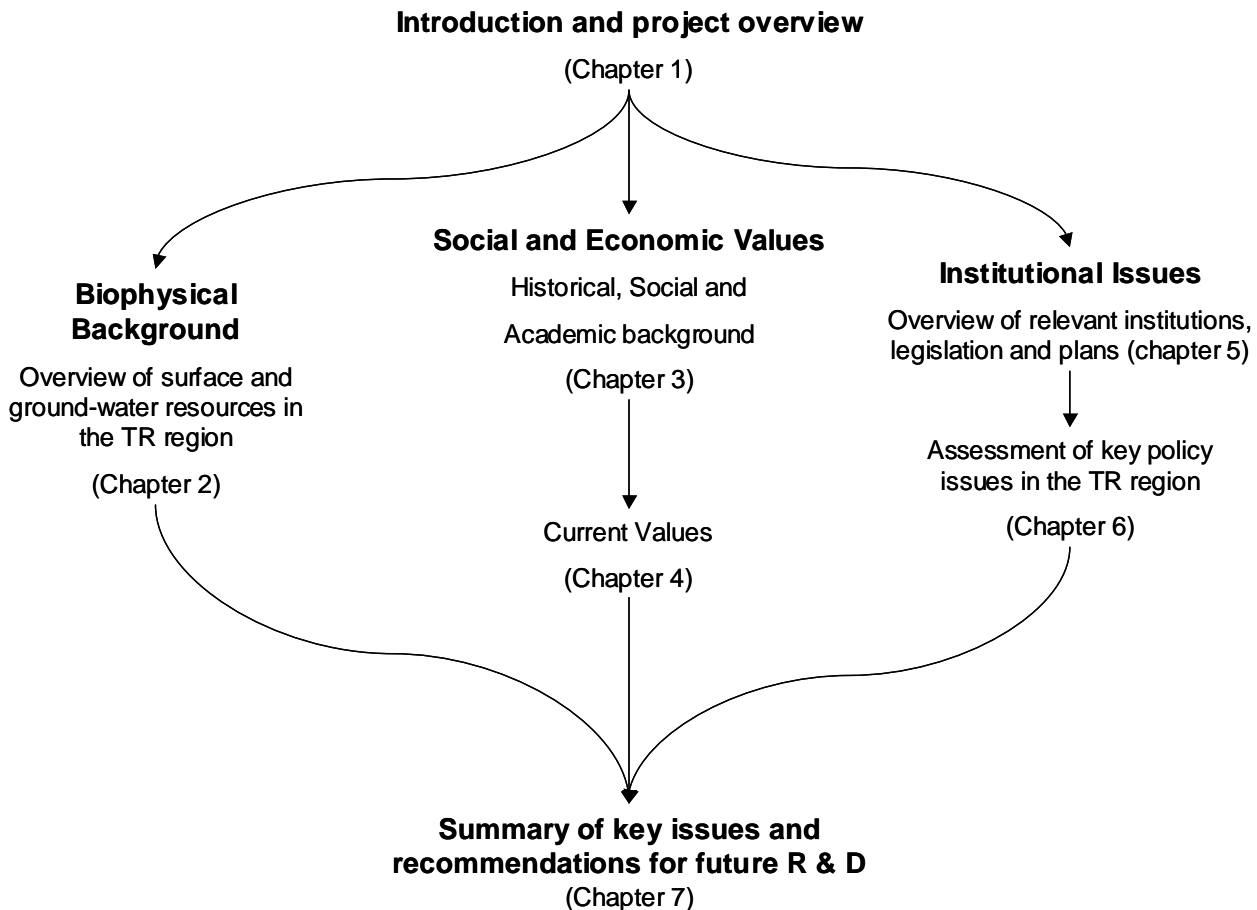 Introduction and project overview
(Chapter 1)
Biophysical
Background
Overview of surface and
ground-water resources in
the TR region
(Chapter 2)
Social and Economic Values
Historical, Social and
Academic background
(Chapter 3)
Current Values
(Chapter 4)
Institutional Issues
Overview of relevant institutions,
legislation and plans (chapter 5)
Assessment of key policy
issues in the TR region
(Chapter 6)
Summary of key issues and
recommendations for future R & D
(Chapter 7)